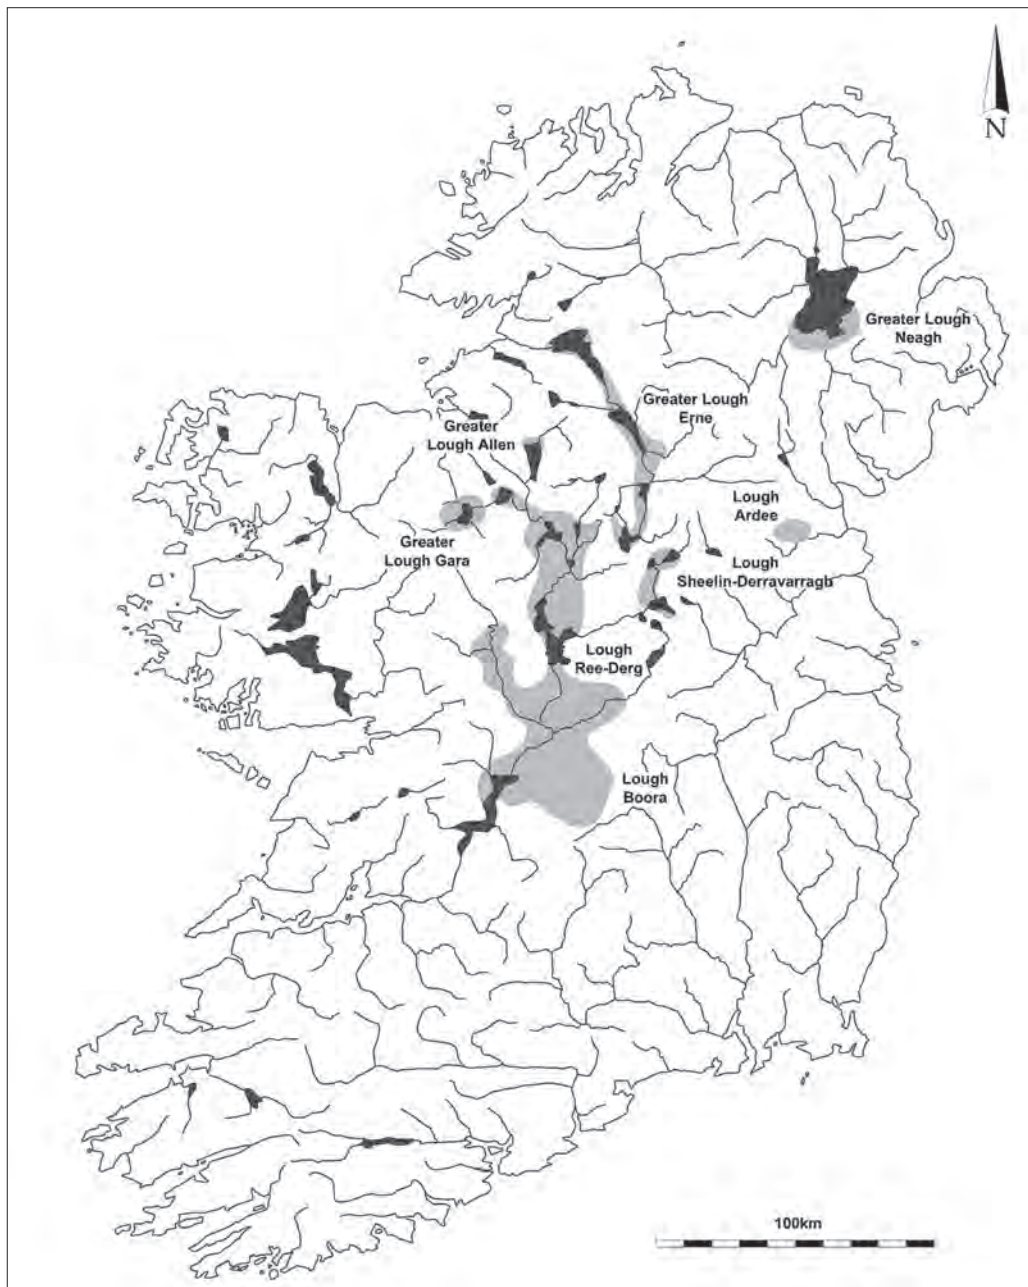 N
Greater Lough
Neagh
Greater Lough
Erne
Greater
Lough Allen
Lough
Ardee
Greater
Lough Gara
Lough
Sheelin-Derravarragh
Lough
Ree-Derg
Lough
Boora
100km